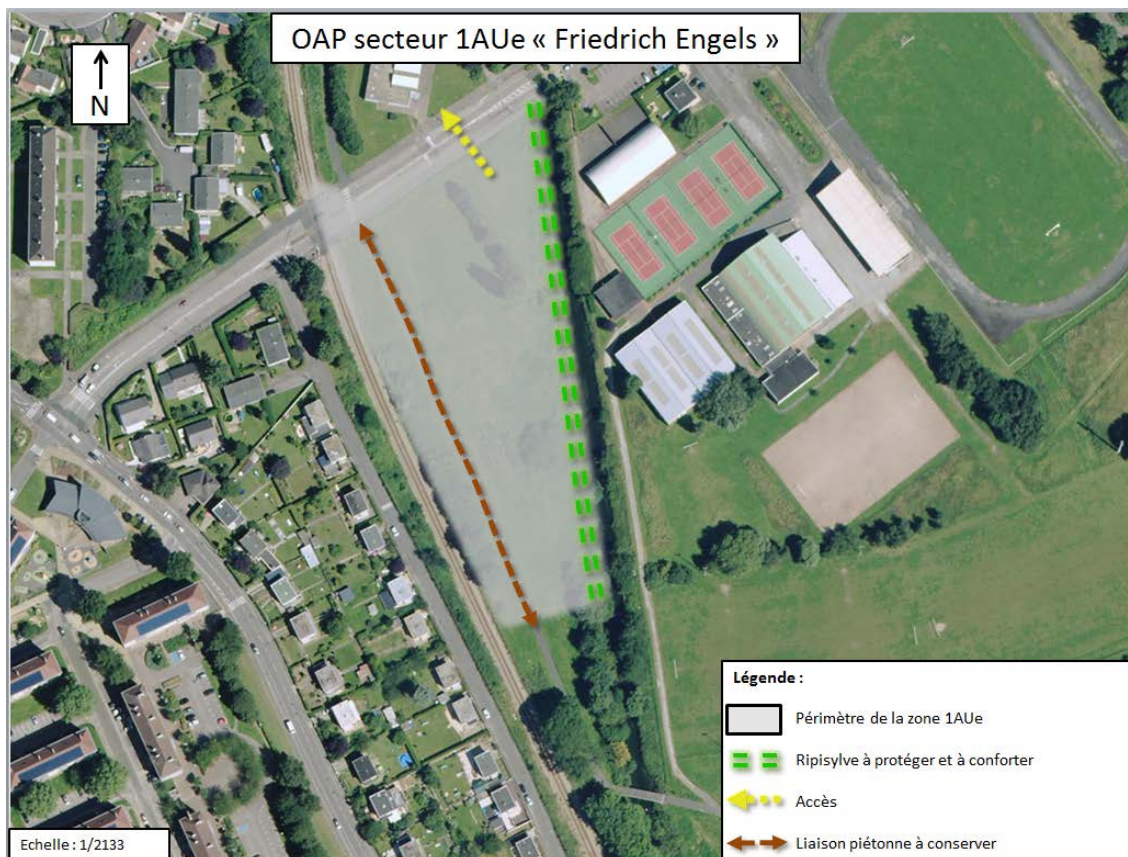 OAP secteur 1AUe « Friedrich Engels »
N
Légende :
Périmètre de la zone 1AUe
Ripisylve à protéger et à conforter
Accès
Liaison piétonne à conserver
Echelle : 1/2133